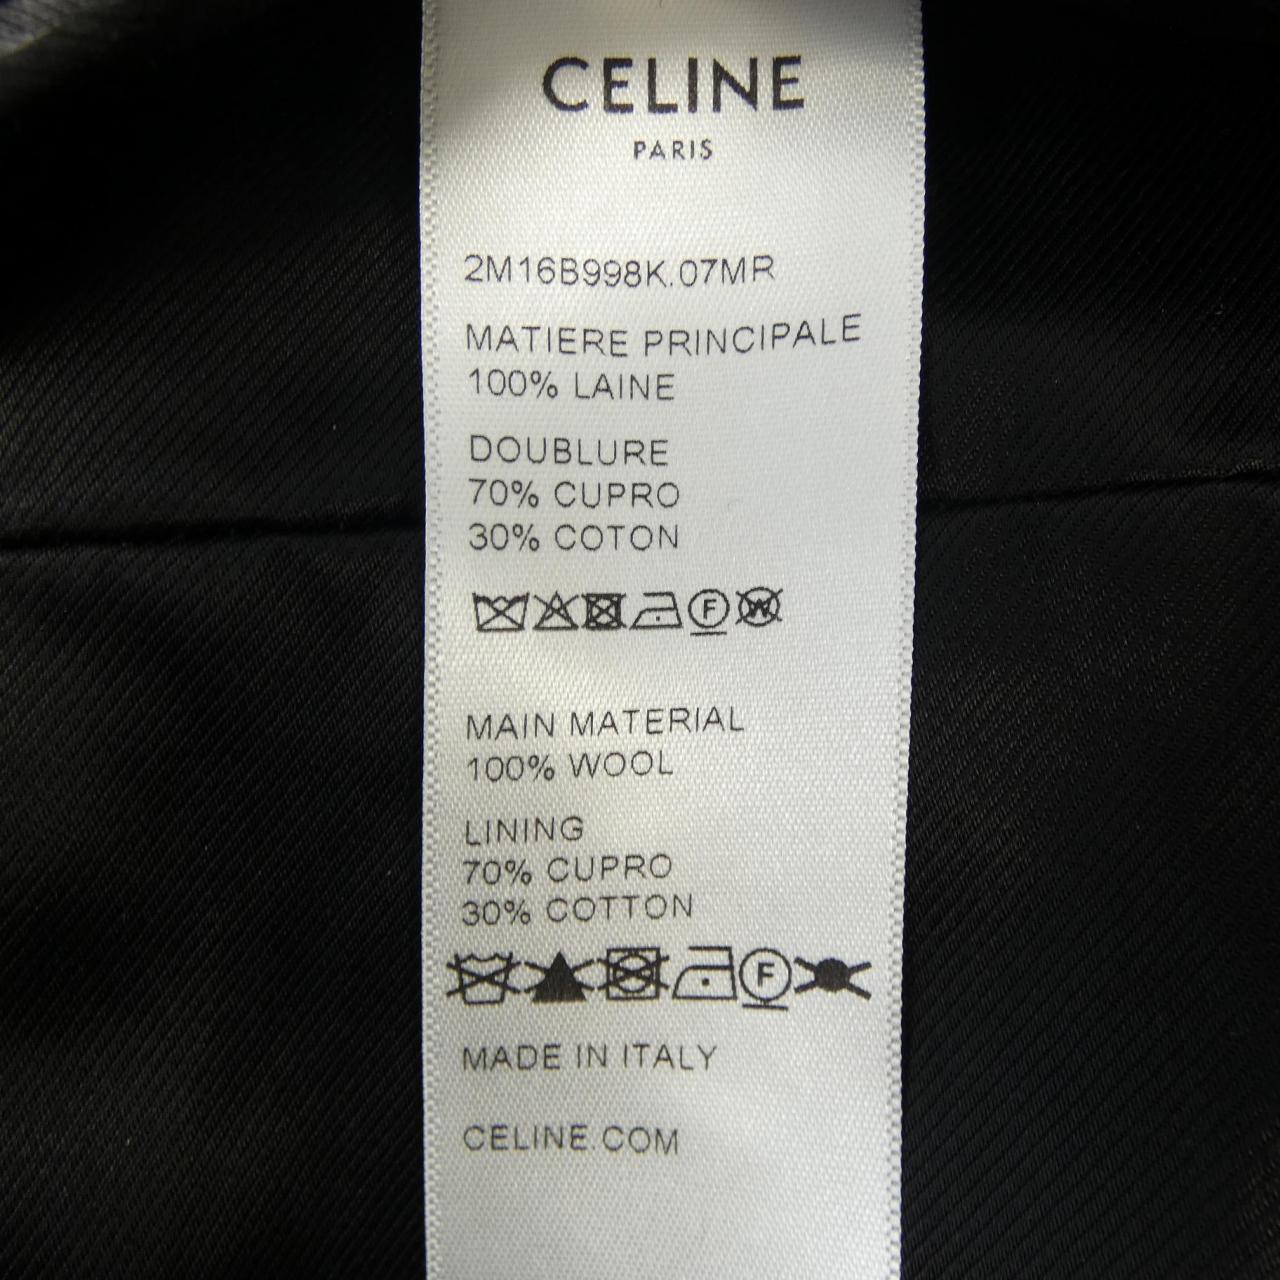 CELINE
PARIS
2M16B998K.07MR
MATIERE PRINCIPALE
100% LAINE
DOUBLURE
70% CUPRO
30% COTON
F W
MAIN MATERIAL
100% WOOL
LINING
70% CUPRO
30% COTTON
F
MADE IN ITALY
CELINE.COM